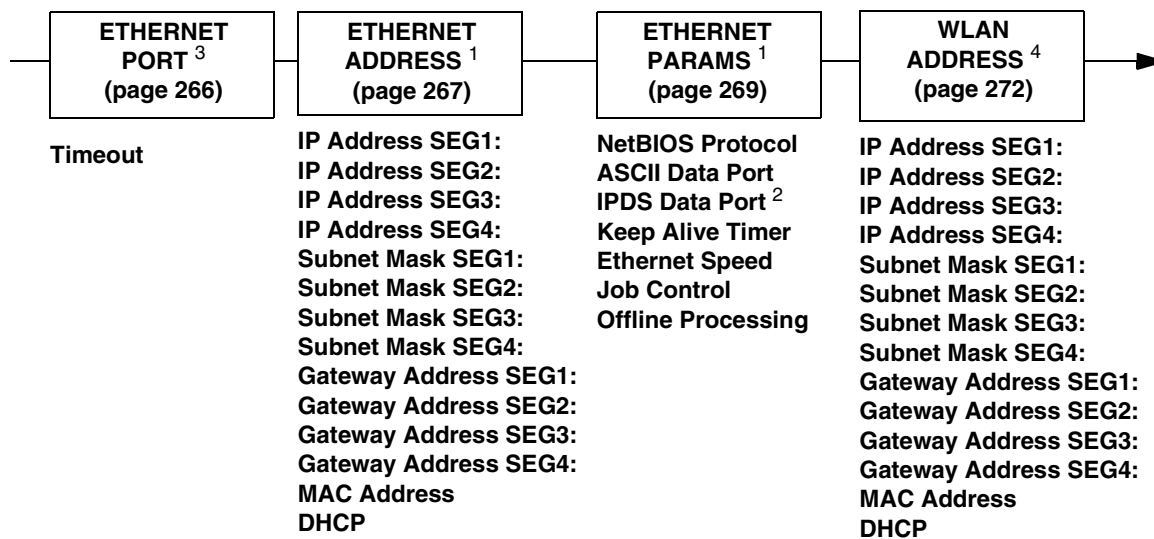 ETHERNET
PORT 3
(page 266)
Timeout
ETHERNET
ADDRESS 1
(page 267)
IP Address SEG1:
IP Address SEG2:
IP Address SEG3:
IP Address SEG4:
Subnet Mask SEG1:
Subnet Mask SEG2:
Subnet Mask SEG3:
Subnet Mask SEG4:
Gateway Address SEG1:
Gateway Address SEG2:
Gateway Address SEG3:
Gateway Address SEG4:
MAC Address
DHCP
ETHERNET
PARAMS 1
(page 269)
NetBIOS Protocol
ASCII Data Port
IPDS Data Port 2
Keep Alive Timer
Ethernet Speed
Job Control
Offline Processing
WLAN
ADDRESS 4
(page 272)
IP Address SEG1:
IP Address SEG2:
IP Address SEG3:
IP Address SEG4:
Subnet Mask SEG1:
Subnet Mask SEG2:
Subnet Mask SEG3:
Subnet Mask SEG4:
Gateway Address SEG1:
Gateway Address SEG2:
Gateway Address SEG3:
Gateway Address SEG4:
MAC Address
DHCP